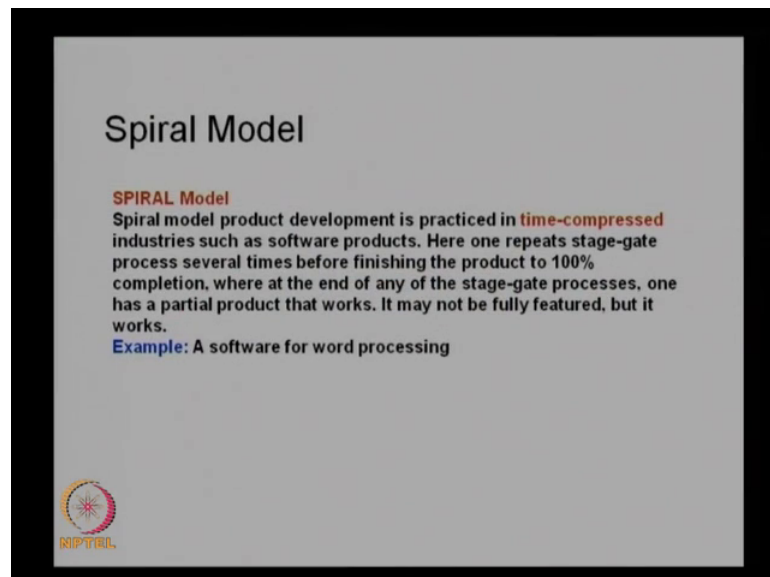 Spiral Model
SPIRAL Model
Spiral model product development is practiced in time-compressed
industries such as software products. Here one repeats stage-gate
process several times before finishing the product to 100%
completion, where at the end of any of the stage-gate processes, one
has a partial product that works. It may not be fully featured, but it
works.
Example: A software for word processing
NPTEL